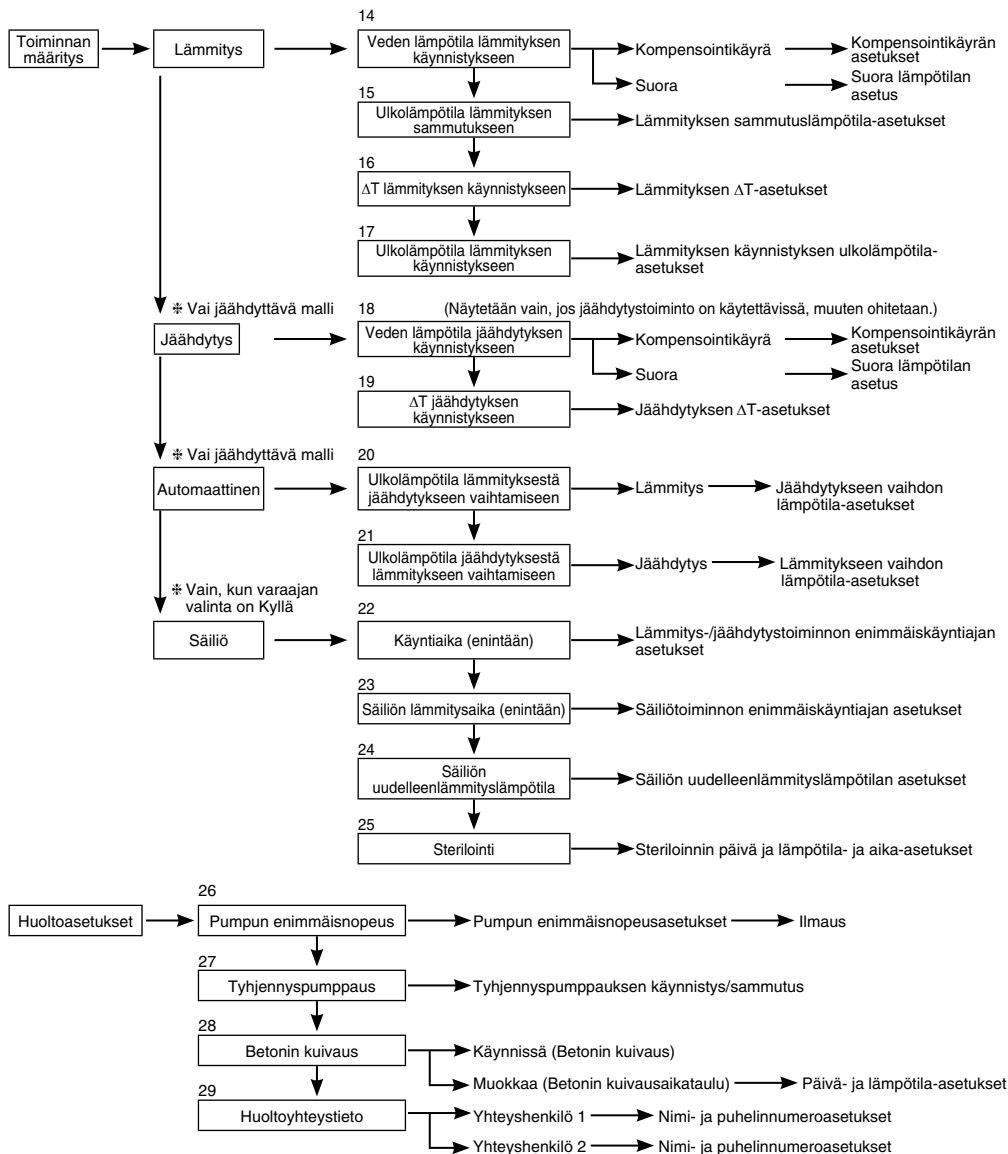 14
Toiminnan
määritys
Lämmitys
Veden lämpötila lämmityksen
käynnistykseen
Kompensointikäyrä
Kompensointikäyrän
asetukset
Suora
Suora lämpötilan
asetus
15
Ulkolämpötila lämmityksen
sammutukseen
Lämmityksen sammutuslämpötila-asetukset
16
ΔT lämmityksen käynnistykseen
Lämmityksen ΔT-asetukset
17
Ulkolämpötila lämmityksen
käynnistykseen
Lämmityksen käynnistyksen ulkolämpötila-
asetukset
❉ Vai jäähdyttävä malli
18
(Näytetään vain, jos jäähdytystoiminto on käytettävissä, muuten ohitetaan.)
Jäähdytys
Veden lämpötila jäähdytyksen
käynnistykseen
Kompensointikäyrä
Kompensointikäyrän
asetukset
Suora
Suora lämpötilan
asetus
19
ΔT jäähdytyksen
käynnistykseen
Jäähdytyksen ΔT-asetukset
❉ Vai jäähdyttävä malli
20
Automaattinen
Ulkolämpötila lämmityksestä
jäähdytykseen vaihtamiseen
Lämmitys
Jäähdytykseen vaihdon
lämpötila-asetukset
21
Ulkolämpötila jäähdytyksestä
lämmitykseen vaihtamiseen
Jäähdytys
Lämmitykseen vaihdon
lämpötila-asetukset
❉ Vain, kun varaajan
valinta on Kyllä
22
Säiliö
Käyntiaika (enintään)
Lämmitys-/jäähdytystoiminnon enimmäiskäyntiajan
asetukset
23
Säiliön lämmitysaika (enintään)
Säiliötoiminnon enimmäiskäyntiajan asetukset
24
Säiliön
uudelleenlämmityslämpötila
Säiliön uudelleenlämmityslämpötilan asetukset
25
Sterilointi
Steriloinnin päivä ja lämpötila- ja aika-asetukset
26
Huoltoasetukset
Pumpun enimmäisnopeus
Pumpun enimmäisnopeusasetukset
Ilmaus
27
Tyhjennyspumppaus
Tyhjennyspumppauksen käynnistys/sammutus
28
Betonin kuivaus
Käynnissä (Betonin kuivaus)
Muokkaa (Betonin kuivausaikataulu)
Päivä- ja lämpötila-asetukset
29
Huoltoyhteystieto
Yhteyshenkilö 1
Nimi- ja puhelinnumeroasetukset
Yhteyshenkilö 2
Nimi- ja puhelinnumeroasetukset